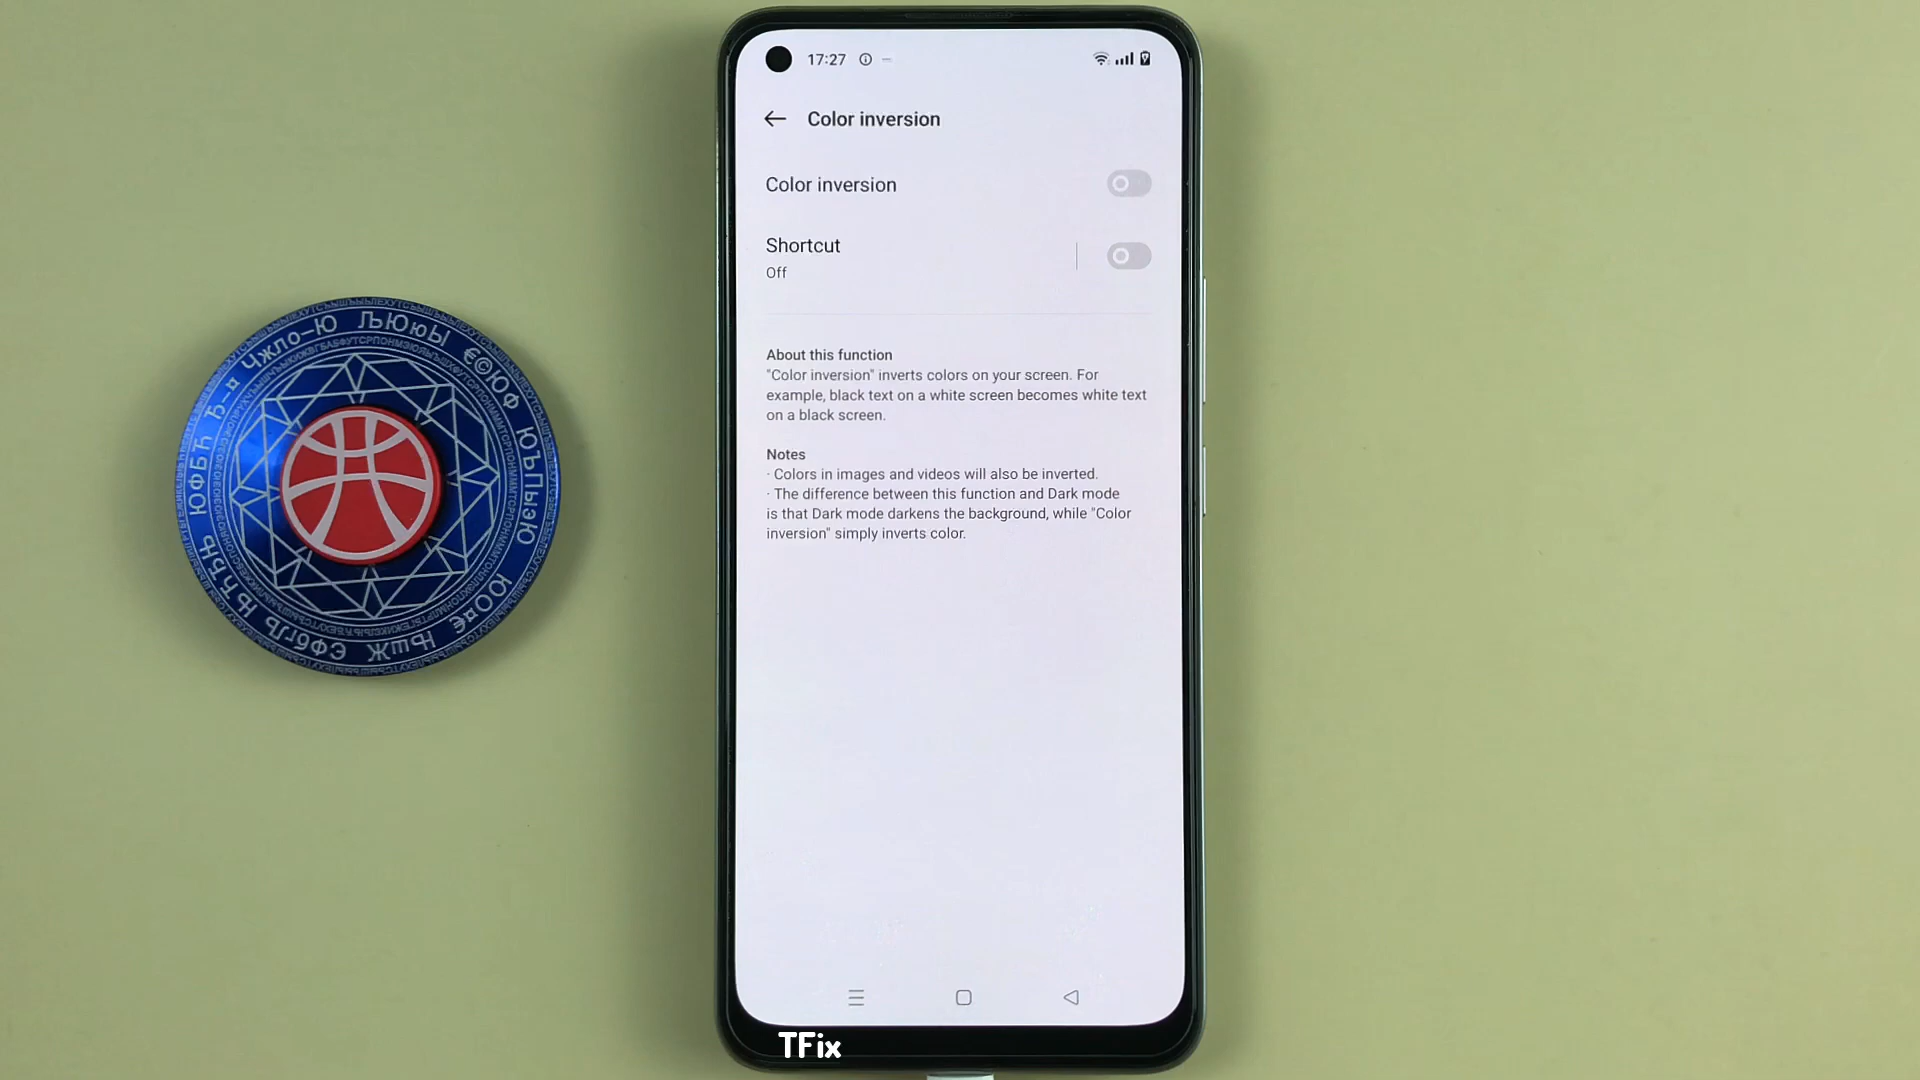 17:27
Color inversion
Color inversion
Shortcut
Off
About this function
"Color inversion" inverts colors on your screen. For
example, black text on a white screen becomes white text
on a black screen.
Notes
· Colors in images and videos will also be inverted.
· The difference between this function and Dark mode
is that Dark mode darkens the background, while "Color
inversion" simply inverts color.
TFix
Чжло–Ю ЉЮюЫ €©ЮФ